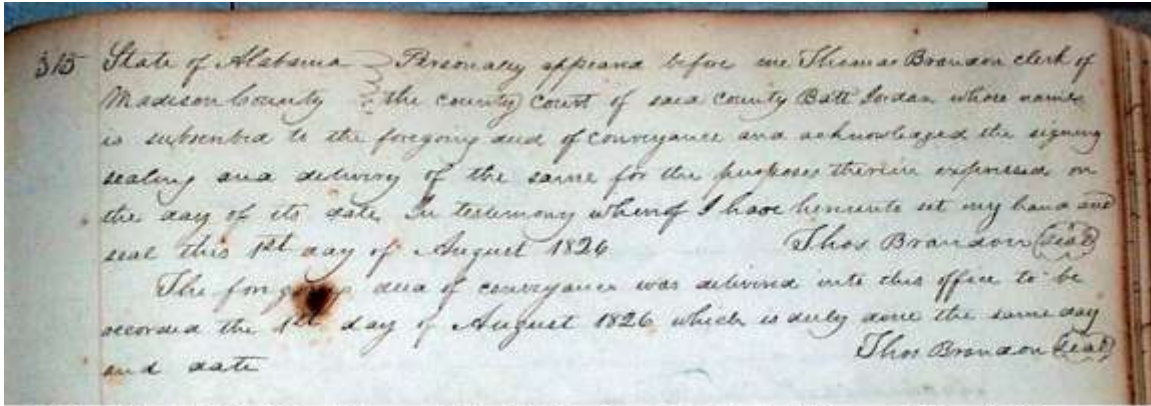 315 State of Alabama } Personaly appeared before me Thomas Brandon clerk of
Madison County } the county Court of said County Batt Jordan whose name
is subscribed to the foregoing deed of conveyance and acknowledged the signing
sealing and delivery of the same for the purposes therein expressed on
the day of its date In testimony whereof I have hereunto set my hand and
seal this 1st day of August 1826 Thos Brandon Seal
The foregoing deed of conveyance was delivered into this office to be
recorded the 1st day of August 1826 which is duly done the same day
and date Thos Brandon Seal